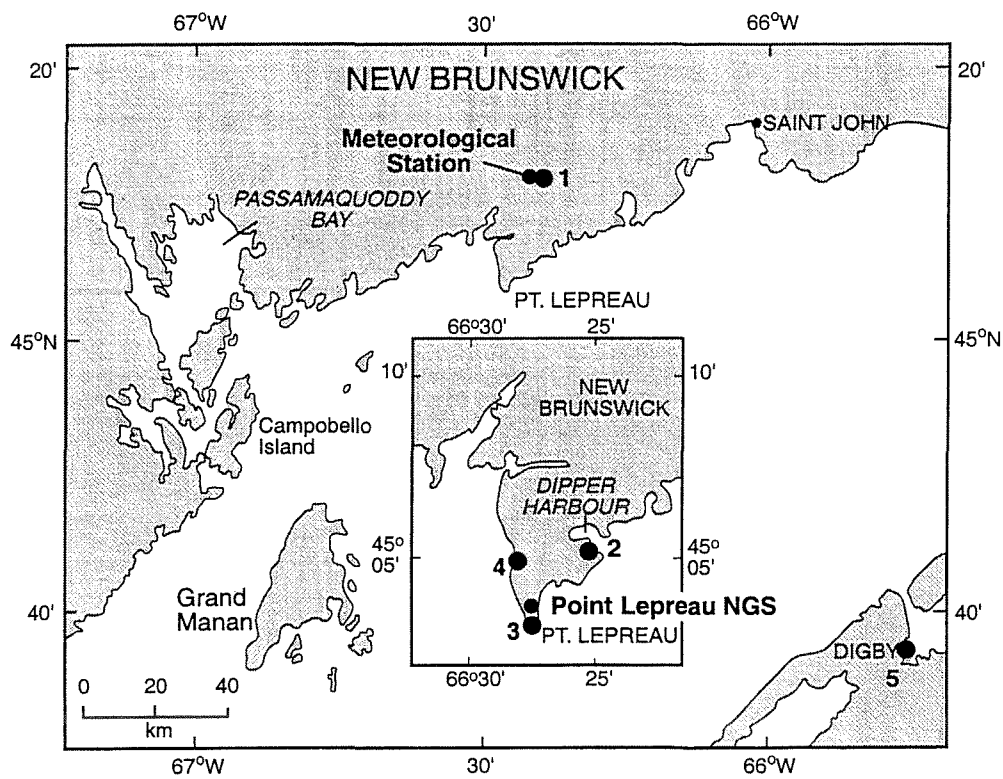 67°W
30'
66°W
20'
NEW BRUNSWICK
20'
SAINT JOHN
Meteorological
Station
1
PASSAMAQUODDY
BAY
PT. LEPREAU
45°N
45°N
66°30'
25'
10'
10'
NEW
BRUNSWICK
Campobello
Island
DIPPER
HARBOUR
2
45°
05'
45°
05'
4
Grand
Manan
Point Lepreau NGS
3
PT. LEPREAU
40'
40'
DIGBY
5
66°30'
25'
0
20
40
km
67°W
30'
66°W